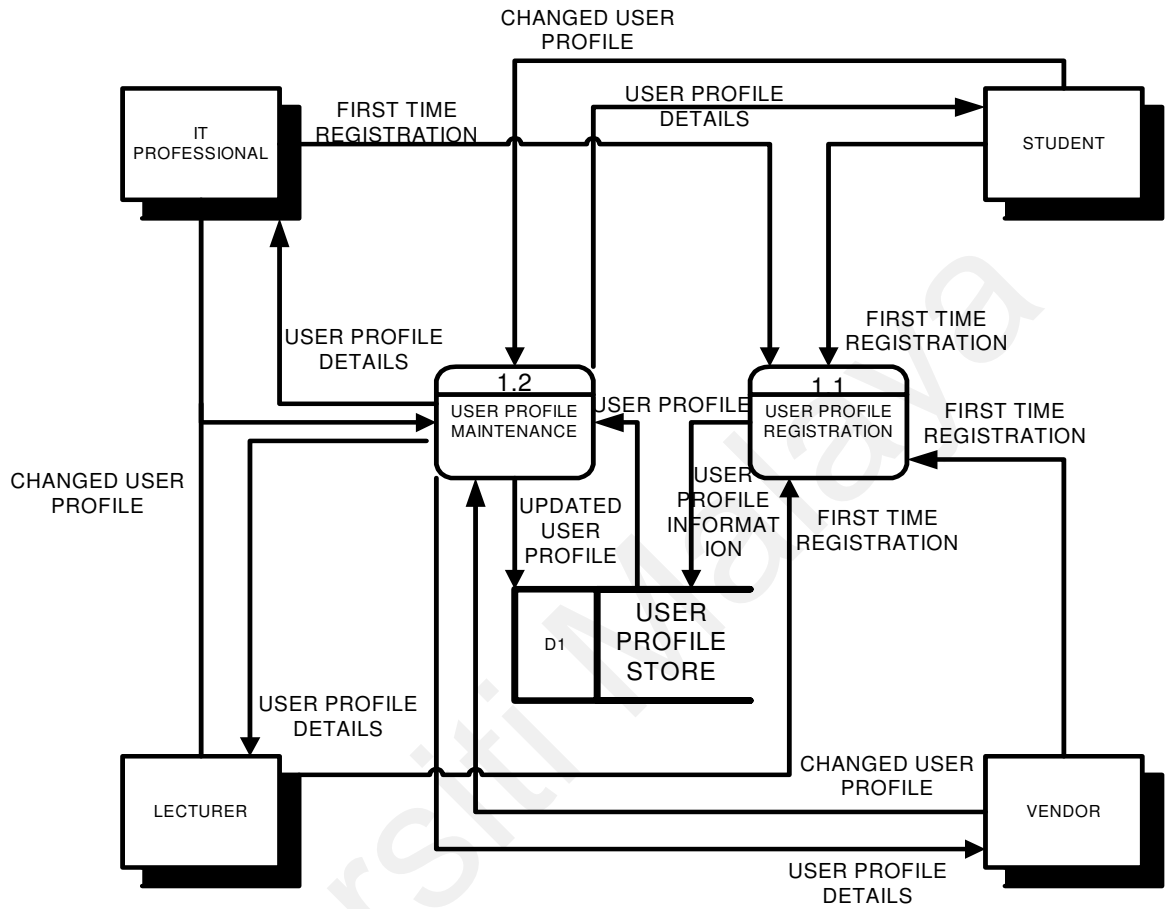 CHANGED USER
PROFILE
IT
PROFESSIONAL
FIRST TIME
REGISTRATION
USER PROFILE
DETAILS
STUDENT
USER PROFILE
DETAILS
FIRST TIME
REGISTRATION
1.2
USER PROFILE
MAINTENANCE
USER PROFILE
1.1
USER PROFILE
REGISTRATION
FIRST TIME
REGISTRATION
CHANGED USER
PROFILE
UPDATED
USER
PROFILE
USER
PROFILE
INFORMAT
ION
FIRST TIME
REGISTRATION
D1
USER
PROFILE
STORE
USER PROFILE
DETAILS
LECTURER
CHANGED USER
PROFILE
VENDOR
USER PROFILE
DETAILS
rsiti Malaya